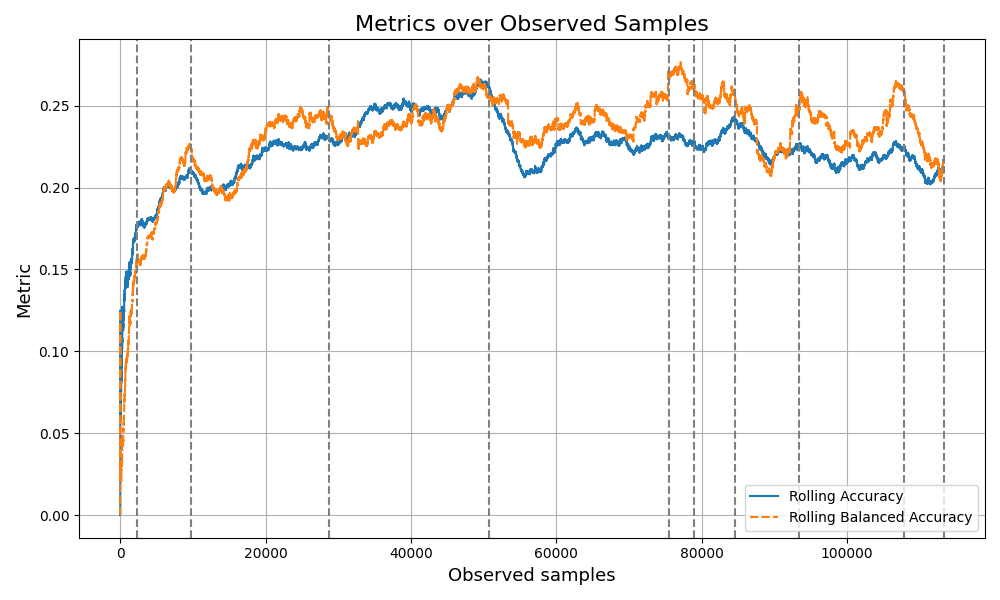 Metrics over Observed Samples
Metric
0.25
0.20
0.15
0.10
0.05
0.00
0
20000
40000
60000
80000
100000
Observed samples
Rolling Accuracy
Rolling Balanced Accuracy